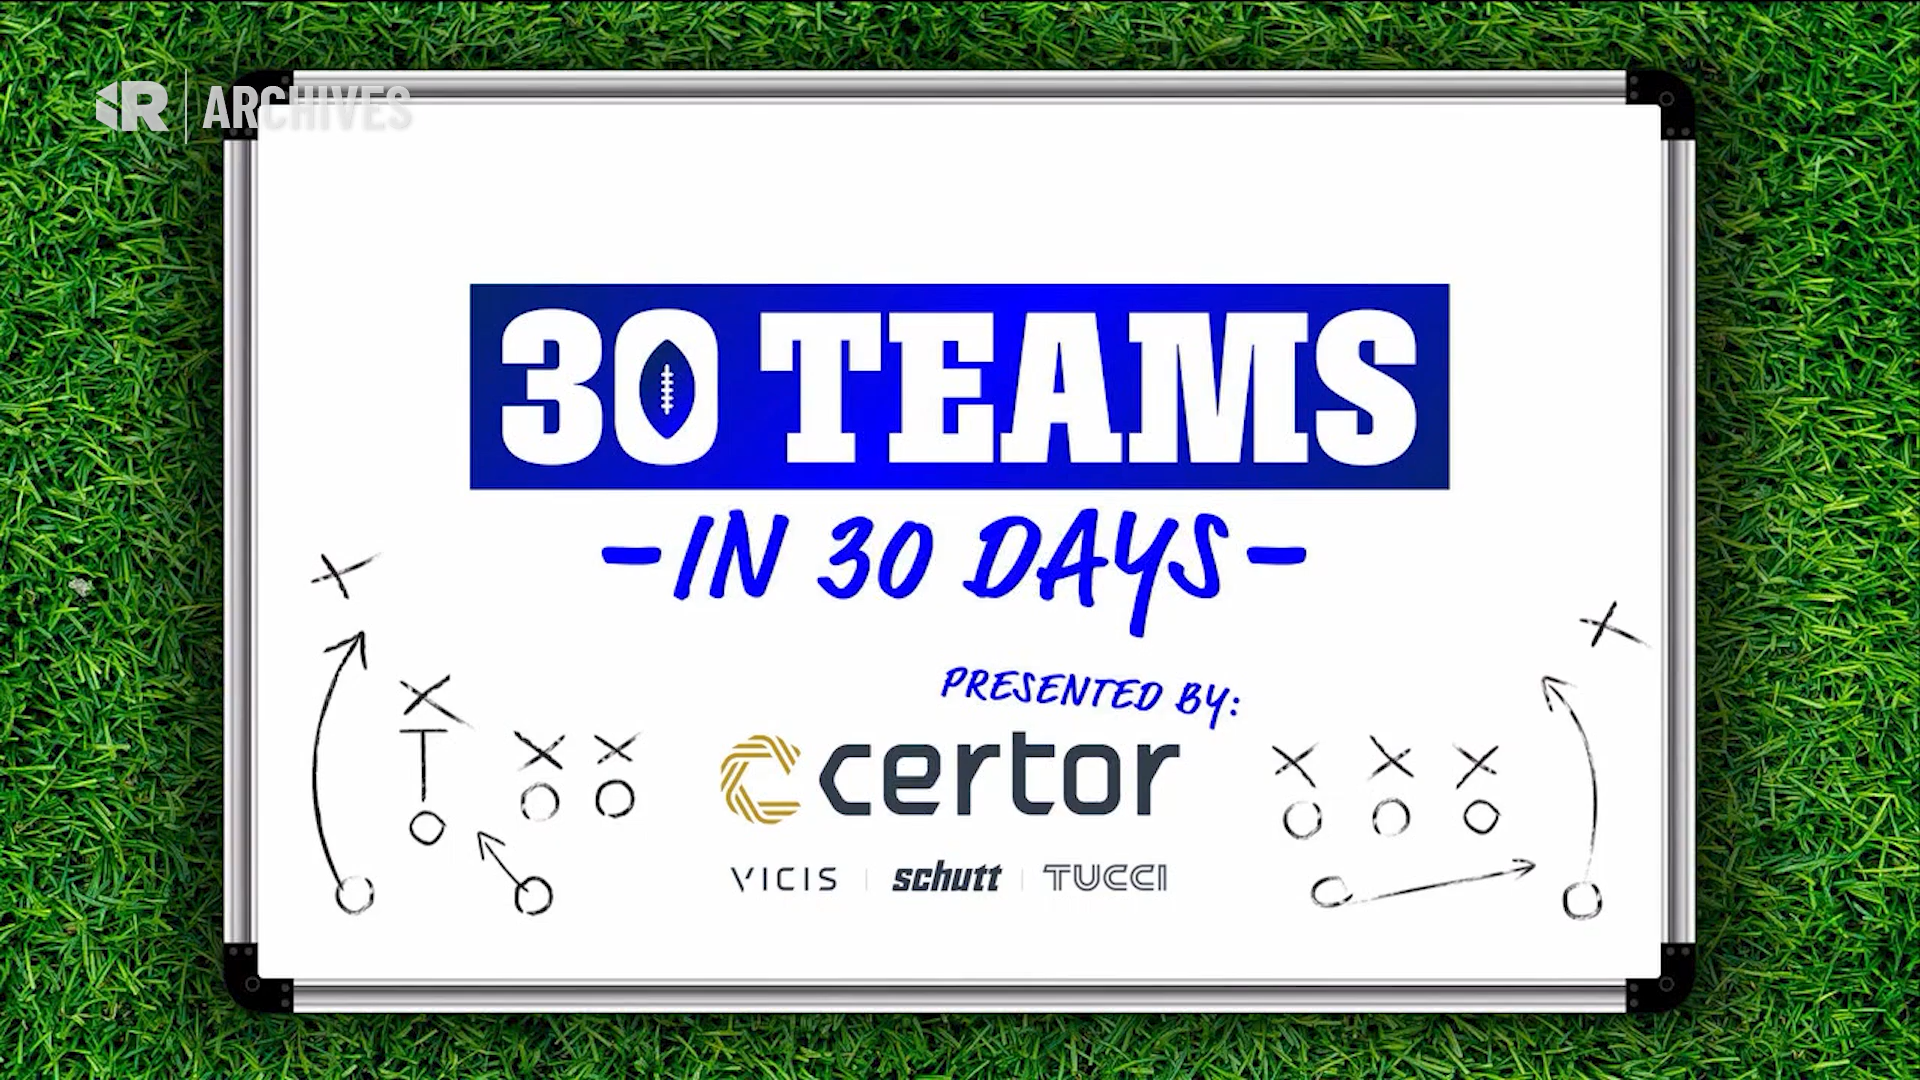 R | ARCHIVES
30 TEAMS
-IN 30 DAYS-
PRESENTED BY:
certor
VICIS | schutt | TUCCI